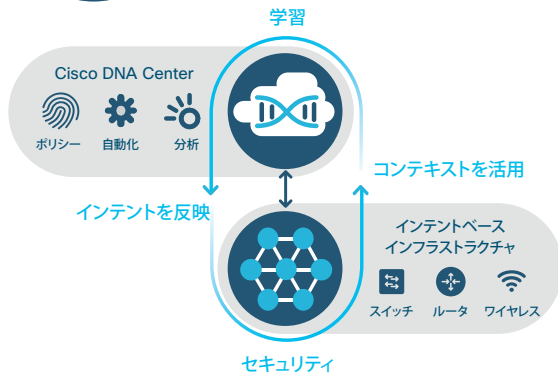 学習
Cisco DNA Center
ポリシー 自動化 分析
コンテキストを活用
インテントを反映
インテントベース
インフラストラクチャ
スイッチ ルータ ワイヤレス
セキュリティ